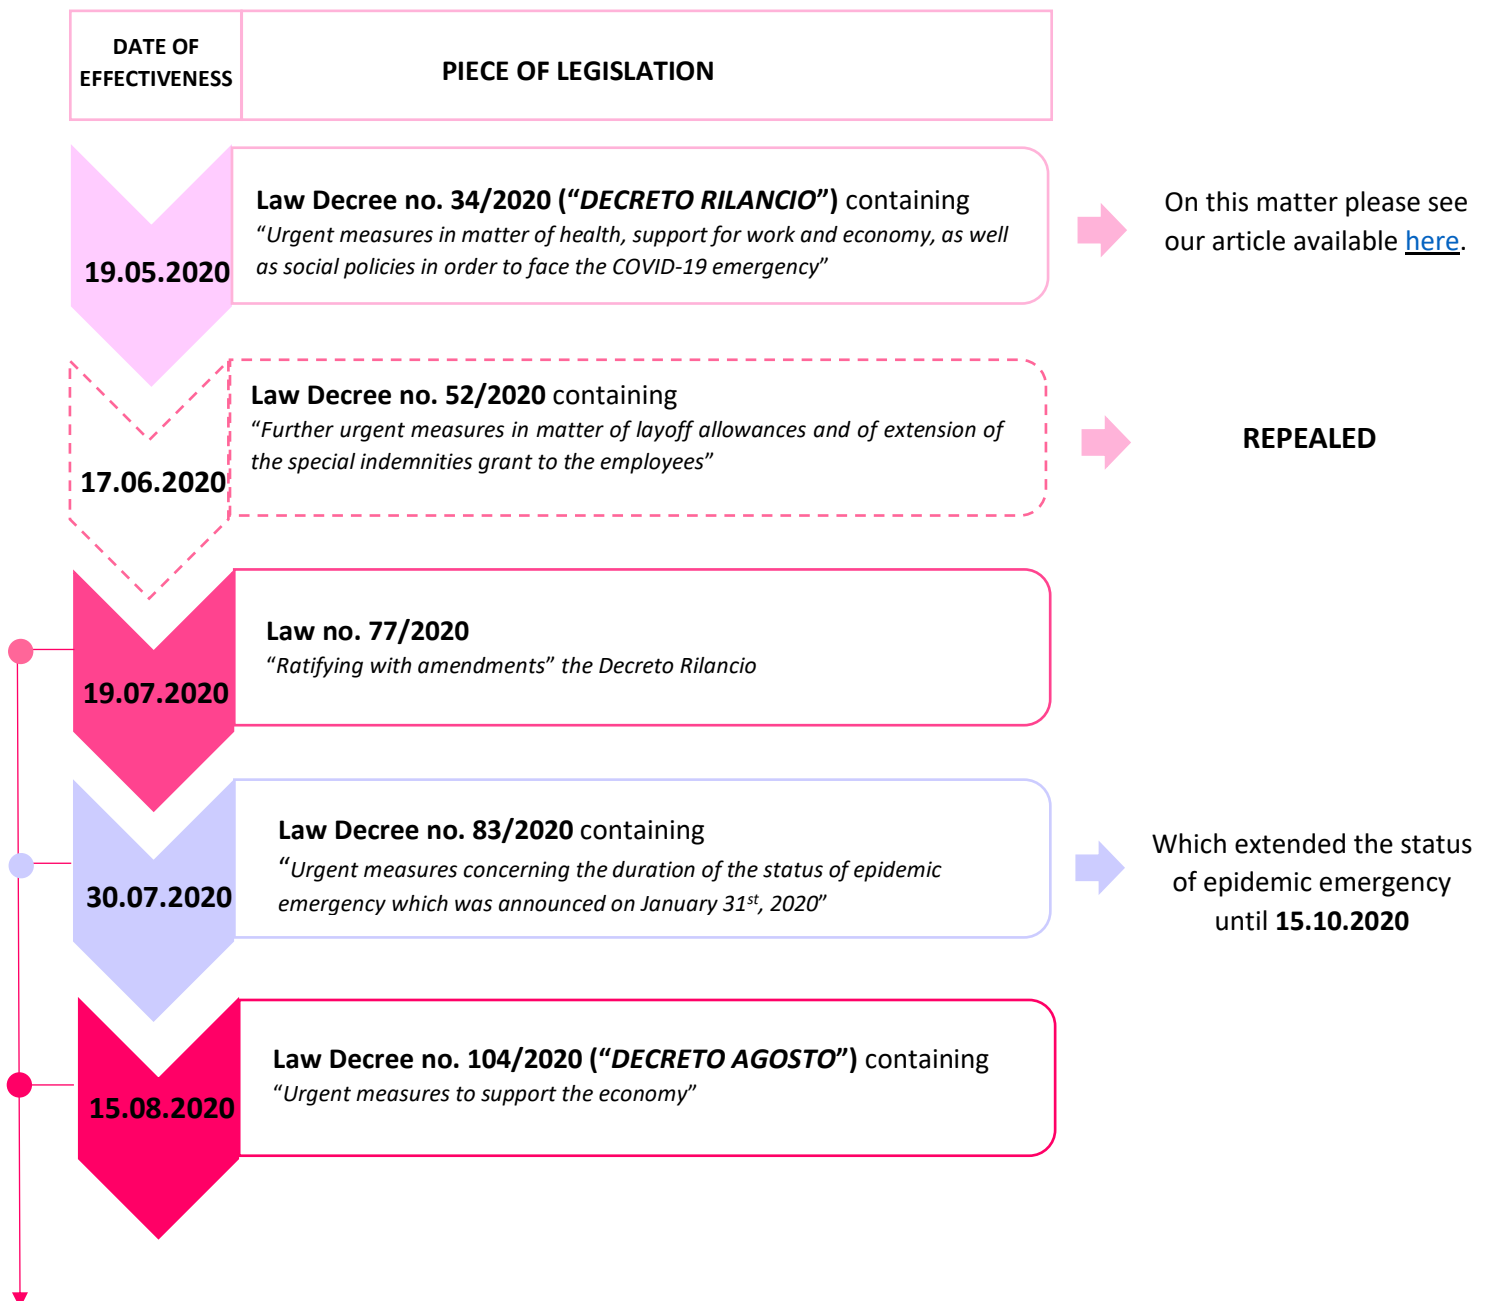 DATE OF
EFFECTIVENESS
PIECE OF LEGISLATION
Law Decree no. 34/2020 (“DECRETO RILANCIO”) containing
“Urgent measures in matter of health, support for work and economy, as well
as social policies in order to face the COVID-19 emergency”
19.05.2020
On this matter please see
our article available here.
Law Decree no. 52/2020 containing
“Further urgent measures in matter of layoff allowances and of extension of
the special indemnities grant to the employees”
17.06.2020
REPEALED
Law no. 77/2020
“Ratifying with amendments” the Decreto Rilancio
19.07.2020
Law Decree no. 83/2020 containing
“Urgent measures concerning the duration of the status of epidemic
emergency which was announced on January 31st, 2020”
30.07.2020
Which extended the status
of epidemic emergency
until 15.10.2020
Law Decree no. 104/2020 (“DECRETO AGOSTO”) containing
“Urgent measures to support the economy”
15.08.2020